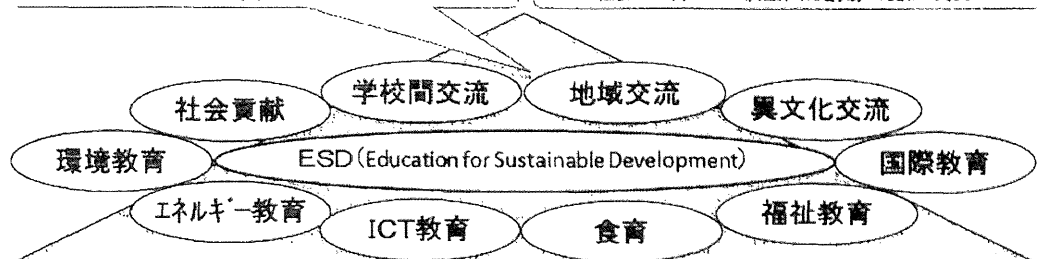 学校間交流 地域交流
社会貢献 異文化交流
環境教育 ESD（Education for Sustainable Development） 国際教育
エネルギー教育 福祉教育
ICT教育 食育